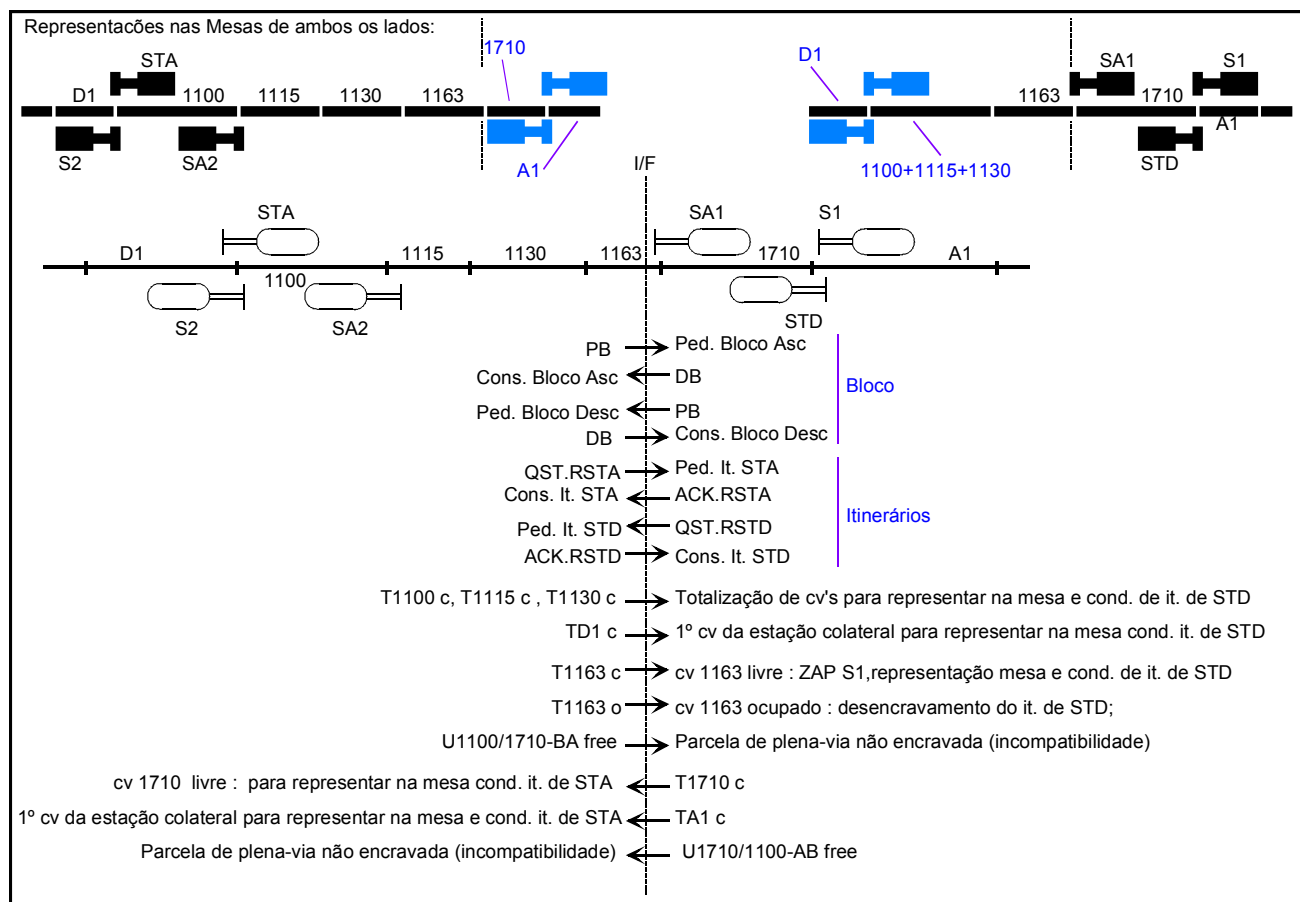 Representacões nas Mesas de ambos os lados:
STA
1710
D1
SA1
S1
D1
1100
1115
1130
1163
1163
1710
S2
SA2
A1
I/F
1100+1115+1130
STD
A1
STA
SA1
S1
D1
1100
1115
1130
1163
1710
A1
S2
SA2
STD
PB
Ped. Bloco Asc
Cons. Bloco Asc
DB
Bloco
Ped. Bloco Desc
PB
DB
Cons. Bloco Desc
QST.RSTA
Ped. It. STA
Cons. It. STA
ACK.RSTA
Itinerários
Ped. It. STD
QST.RSTD
ACK.RSTD
Cons. It. STD
T1100 c, T1115 c , T1130 c
Totalização de cv's para representar na mesa e cond. de it. de STD
TD1 c
1º cv da estação colateral para representar na mesa cond. it. de STD
T1163 c
cv 1163 livre : ZAP S1,representação mesa e cond. de it. de STD
T1163 o
cv 1163 ocupado : desencravamento do it. de STD;
U1100/1710-BA free
Parcela de plena-via não encravada (incompatibilidade)
cv 1710 livre : para representar na mesa cond. it. de STA
T1710 c
1º cv da estação colateral para representar na mesa e cond. it. de STA
TA1 c
Parcela de plena-via não encravada (incompatibilidade)
U1710/1100-AB free